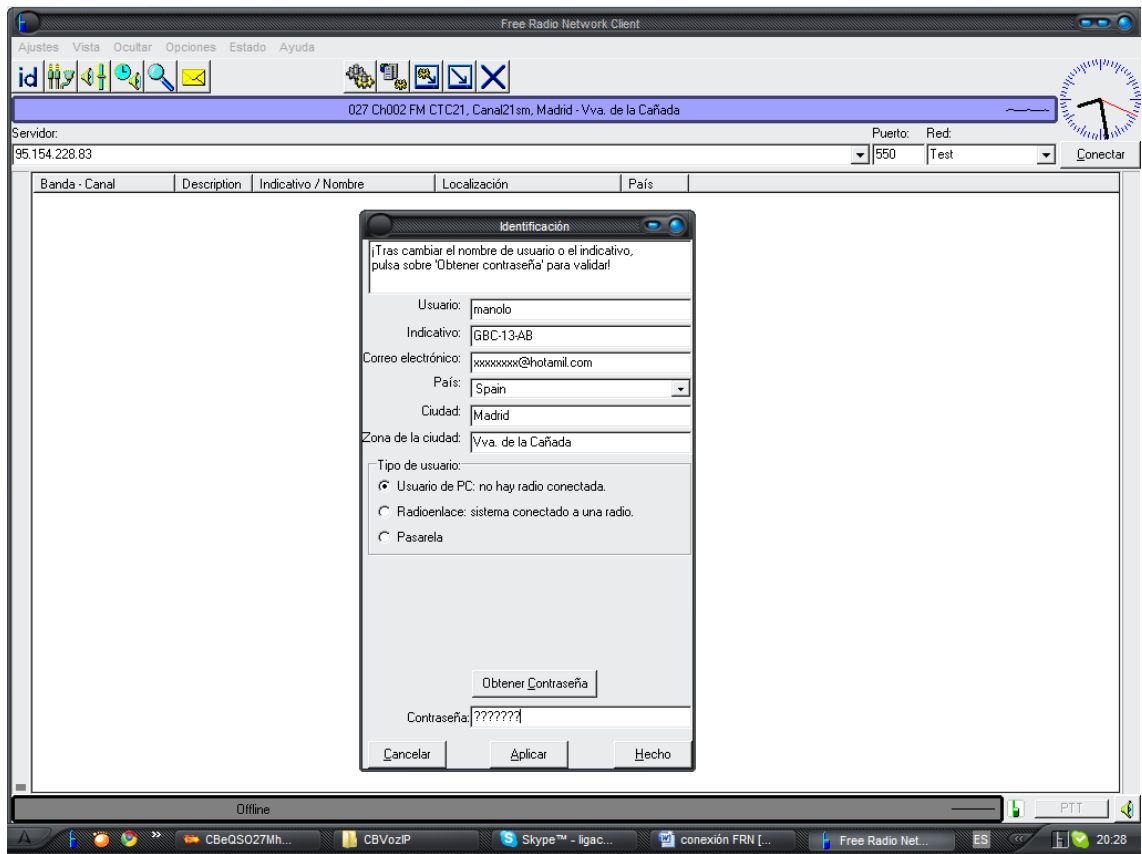 Free Radio Network Client
Ajustes Vista Ocultar Opciones Estado Ayuda
id
027 Ch002 FM CTC21, Canal21sm, Madrid - Vva. de la Cañada
Servidor: Puerto: Red:
95.154.228.83 550 Test Conectar
Banda - Canal Description Indicativo / Nombre Localización País
Identificación
¡Tras cambiar el nombre de usuario o el indicativo,
pulsa sobre 'Obtener contraseña' para validar!
Usuario: manolo
Indicativo: GBC-13-AB
Correo electrónico: xxxxxxxx@hotamil.com
País: Spain
Ciudad: Madrid
Zona de la ciudad: Vva. de la Cañada
Tipo de usuario:
Usuario de PC: no hay radio conectada.
Radioenlace: sistema conectado a una radio.
Pasarela
Obtener Contraseña
Contraseña: ???????
Cancelar Aplicar Hecho
Offline PTT
CBeQSO27Mh... CBVozIP Skype™ - ligac... conexión FRN [... Free Radio Net... ES 20:28